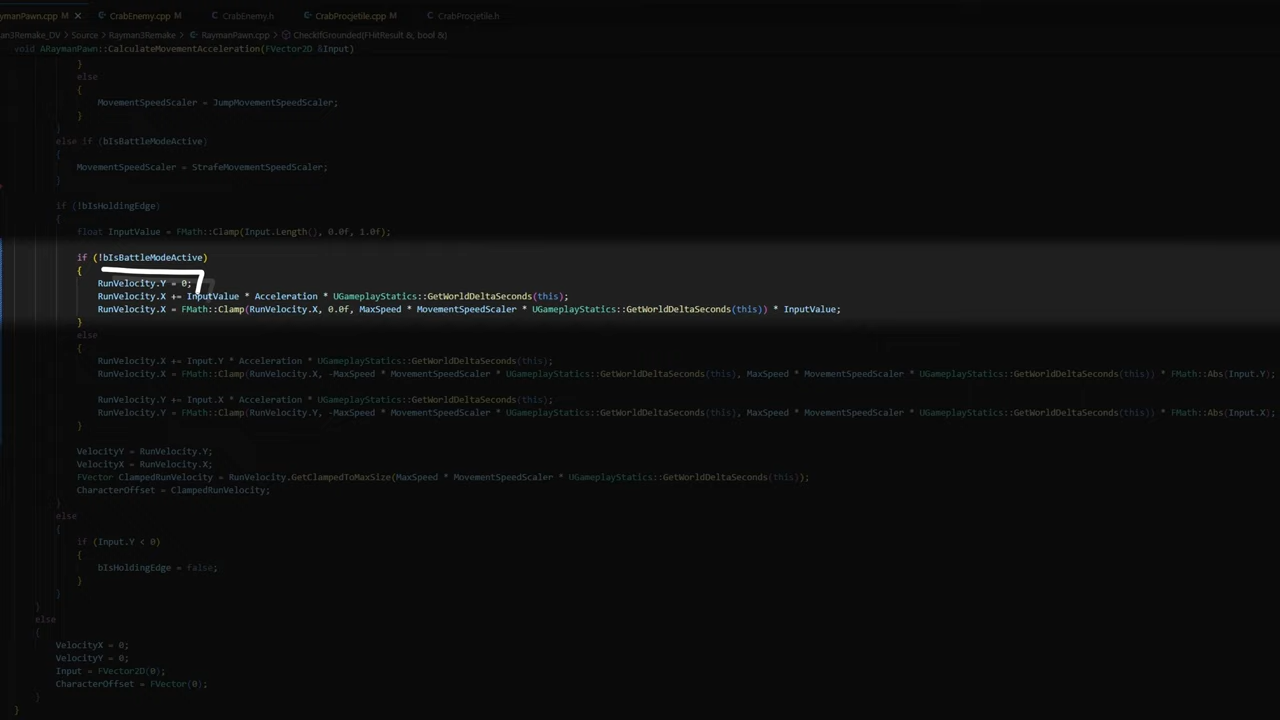 ymanPawn.cpp M X CrabEnemy.cpp M CrabEnemy.h CrabProcjetile.cpp M CrabProcjetile.h
an3Remake_DV > Source > Rayman3Remake > RaymanPawn.cpp > CheckIfGrounded(FHitResult &, bool &)
void ARaymanPawn::CalculateMovementAcceleration(FVector2D &Input)
}
else
{
MovementSpeedScaler = JumpMovementSpeedScaler;
}
}
else if (bIsBattleModeActive)
{
MovementSpeedScaler = StrafeMovementSpeedScaler;
}
if (!bIsHoldingEdge)
{
float InputValue = FMath::Clamp(Input.Length(), 0.0f, 1.0f);
if (!bIsBattleModeActive)
{
RunVelocity.Y = 0;
RunVelocity.X += InputValue * Acceleration * UGameplayStatics::GetWorldDeltaSeconds(this);
RunVelocity.X = FMath::Clamp(RunVelocity.X, 0.0f, MaxSpeed * MovementSpeedScaler * UGameplayStatics::GetWorldDeltaSeconds(this)) * InputValue;
}
else
{
RunVelocity.X += Input.Y * Acceleration * UGameplayStatics::GetWorldDeltaSeconds(this);
RunVelocity.X = FMath::Clamp(RunVelocity.X, -MaxSpeed * MovementSpeedScaler * UGameplayStatics::GetWorldDeltaSeconds(this), MaxSpeed * MovementSpeedScaler * UGameplayStatics::GetWorldDeltaSeconds(this)) * FMath::Abs(Input.Y);
RunVelocity.Y += Input.X * Acceleration * UGameplayStatics::GetWorldDeltaSeconds(this);
RunVelocity.Y = FMath::Clamp(RunVelocity.Y, -MaxSpeed * MovementSpeedScaler * UGameplayStatics::GetWorldDeltaSeconds(this), MaxSpeed * MovementSpeedScaler * UGameplayStatics::GetWorldDeltaSeconds(this)) * FMath::Abs(Input.X);
}
VelocityY = RunVelocity.Y;
VelocityX = RunVelocity.X;
FVector ClampedRunVelocity = RunVelocity.GetClampedToMaxSize(MaxSpeed * MovementSpeedScaler * UGameplayStatics::GetWorldDeltaSeconds(this));
CharacterOffset = ClampedRunVelocity;
}
else
{
if (Input.Y < 0)
{
bIsHoldingEdge = false;
}
}
}
else
{
VelocityX = 0;
VelocityY = 0;
Input = FVector2D(0);
CharacterOffset = FVector(0);
}
}